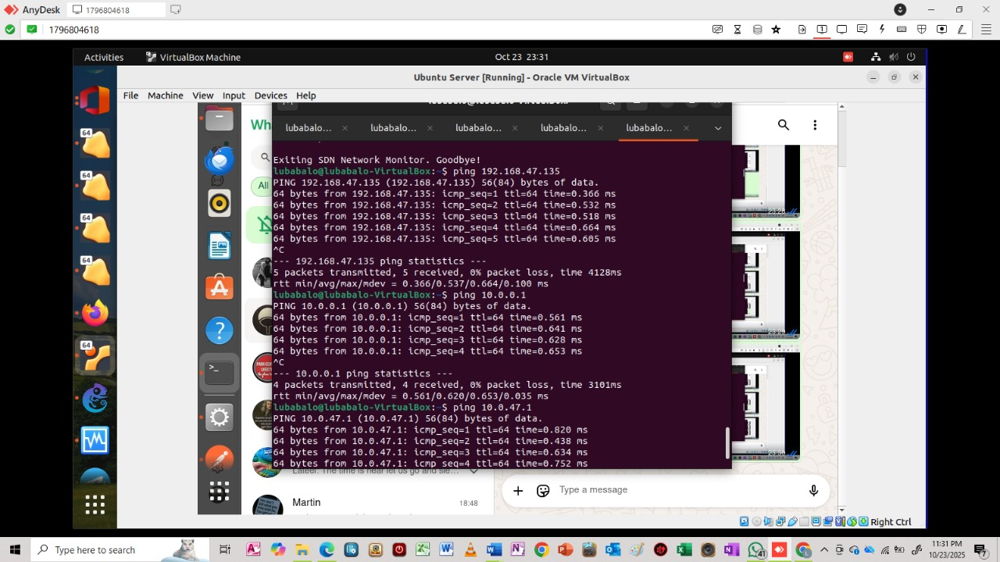 AnyDesk
1796804618
1796804618
Activities
VirtualBox Machine
Oct 23 23:31
Ubuntu Server [Running] - Oracle VM VirtualBox
File Machine View Input Devices Help
lubabalo...
lubabalo...
lubabalo...
lubabalo...
lubabalo...
Wh
All
Exiting SDN Network Monitor. Goodbye!
lubabalo@lubabalo-VirtualBox:~$ ping 192.168.47.135
PING 192.168.47.135 (192.168.47.135) 56(84) bytes of data.
64 bytes from 192.168.47.135: icmp_seq=1 ttl=64 time=0.366 ms
64 bytes from 192.168.47.135: icmp_seq=2 ttl=64 time=0.532 ms
64 bytes from 192.168.47.135: icmp_seq=3 ttl=64 time=0.518 ms
64 bytes from 192.168.47.135: icmp_seq=4 ttl=64 time=0.664 ms
64 bytes from 192.168.47.135: icmp_seq=5 ttl=64 time=0.605 ms
^C
--- 192.168.47.135 ping statistics ---
5 packets transmitted, 5 received, 0% packet loss, time 4128ms
rtt min/avg/max/mdev = 0.366/0.537/0.664/0.100 ms
lubabalo@lubabalo-VirtualBox:~$ ping 10.0.0.1
PING 10.0.0.1 (10.0.0.1) 56(84) bytes of data.
64 bytes from 10.0.0.1: icmp_seq=1 ttl=64 time=0.561 ms
64 bytes from 10.0.0.1: icmp_seq=2 ttl=64 time=0.641 ms
64 bytes from 10.0.0.1: icmp_seq=3 ttl=64 time=0.628 ms
64 bytes from 10.0.0.1: icmp_seq=4 ttl=64 time=0.653 ms
^C
--- 10.0.0.1 ping statistics ---
4 packets transmitted, 4 received, 0% packet loss, time 3101ms
rtt min/avg/max/mdev = 0.561/0.620/0.653/0.035 ms
lubabalo@lubabalo-VirtualBox:~$ ping 10.0.47.1
PING 10.0.47.1 (10.0.47.1) 56(84) bytes of data.
64 bytes from 10.0.47.1: icmp_seq=1 ttl=64 time=0.820 ms
64 bytes from 10.0.47.1: icmp_seq=2 ttl=64 time=0.438 ms
64 bytes from 10.0.47.1: icmp_seq=3 ttl=64 time=0.634 ms
64 bytes from 10.0.47.1: icmp_seq=4 ttl=64 time=0.752 ms
Martin
18:48
Type a message
Right Ctrl
64
64
64
64
64
Type here to search
41
11:31 PM
10/23/2025